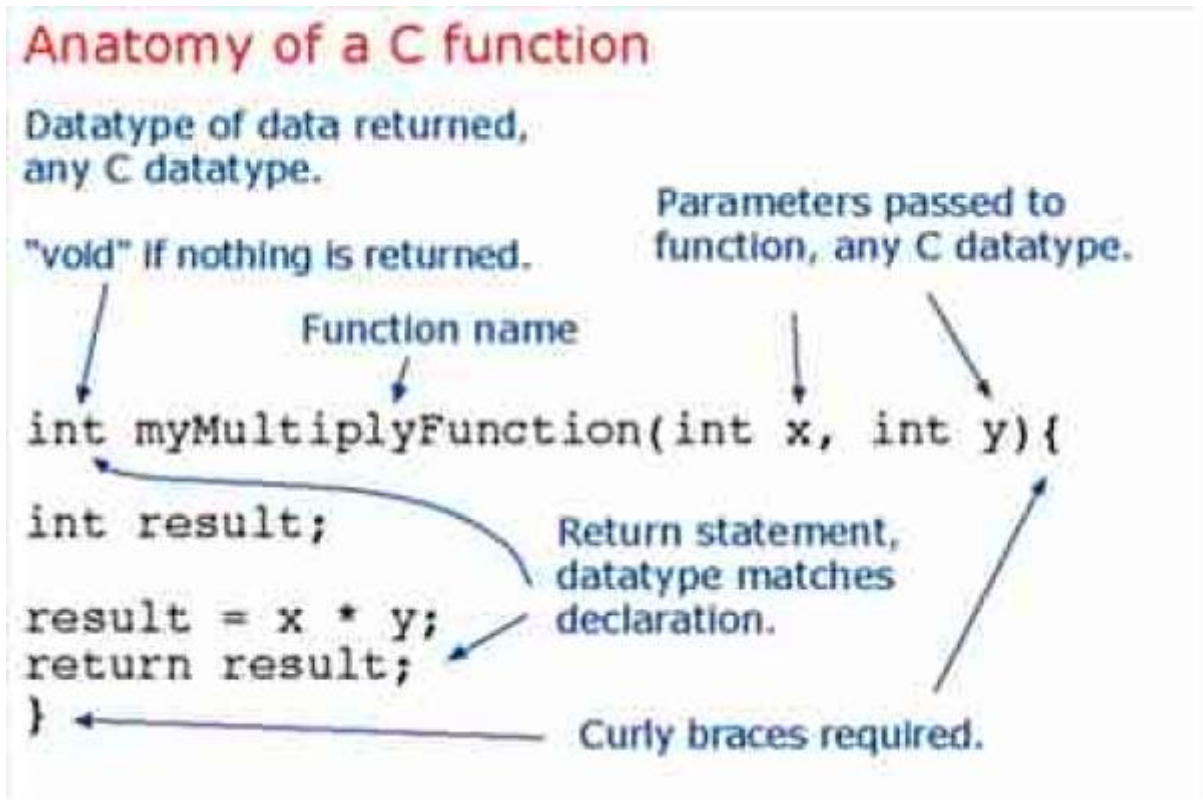 Anatomy of a C function
Datatype of data returned,
any C datatype.
"void" if nothing is returned.
Parameters passed to
function, any C datatype.
Function name
int myMultiplyFunction(int x, int y){
int result;
Return statement,
datatype matches
declaration.
result = x * y;
return result;
}
Curly braces required.